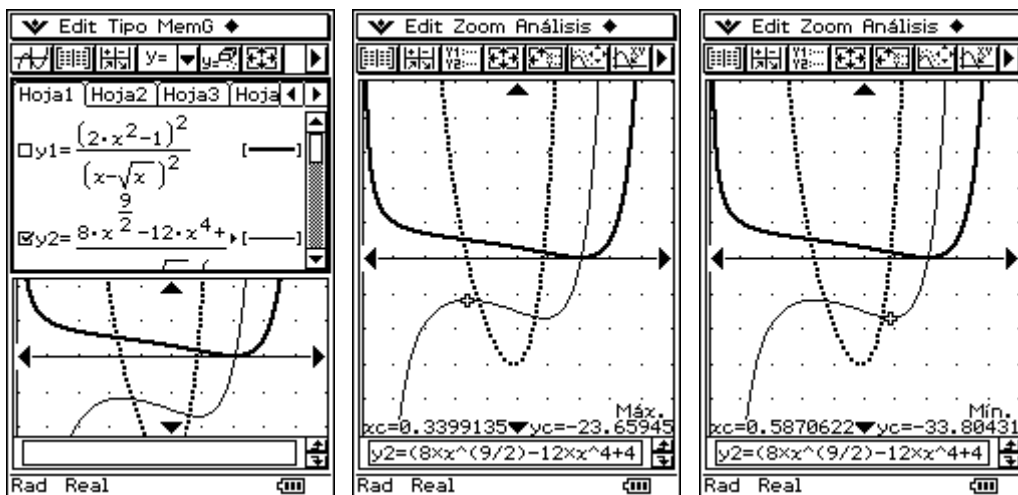 Edit Tipo MemG
y=
Hoja1 Hoja2 Hoja3 Hoja
y1=(2·x²-1)²
(x-√x)²
9
2
y2=8·x -12·x⁴+
Rad Real
Edit Zoom Análisis
Máx.
xc=0.3399135 yc=-23.65945
y2=(8×x^(9/2)-12×x^4+4
Rad Real
Edit Zoom Análisis
Mín.
xc=0.5870622 yc=-33.80431
y2=(8×x^(9/2)-12×x^4+4
Rad Real